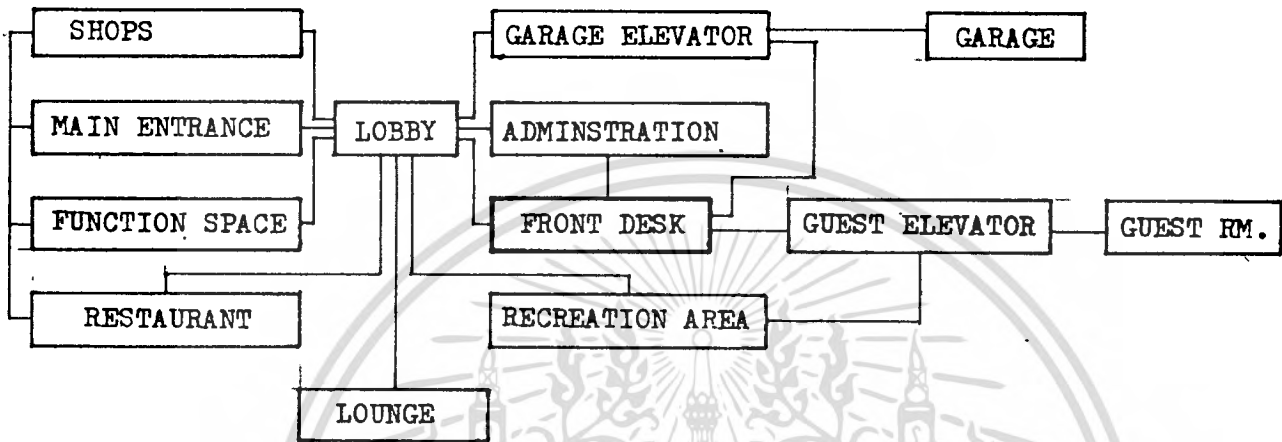 SHOPS
GARAGE ELEVATOR
GARAGE
MAIN ENTRANCE
LOBBY
ADMINSTRATION
FUNCTION SPACE
FRONT DESK
GUEST ELEVATOR
GUEST RM.
RESTAURANT
RECREATION AREA
LOUNGE